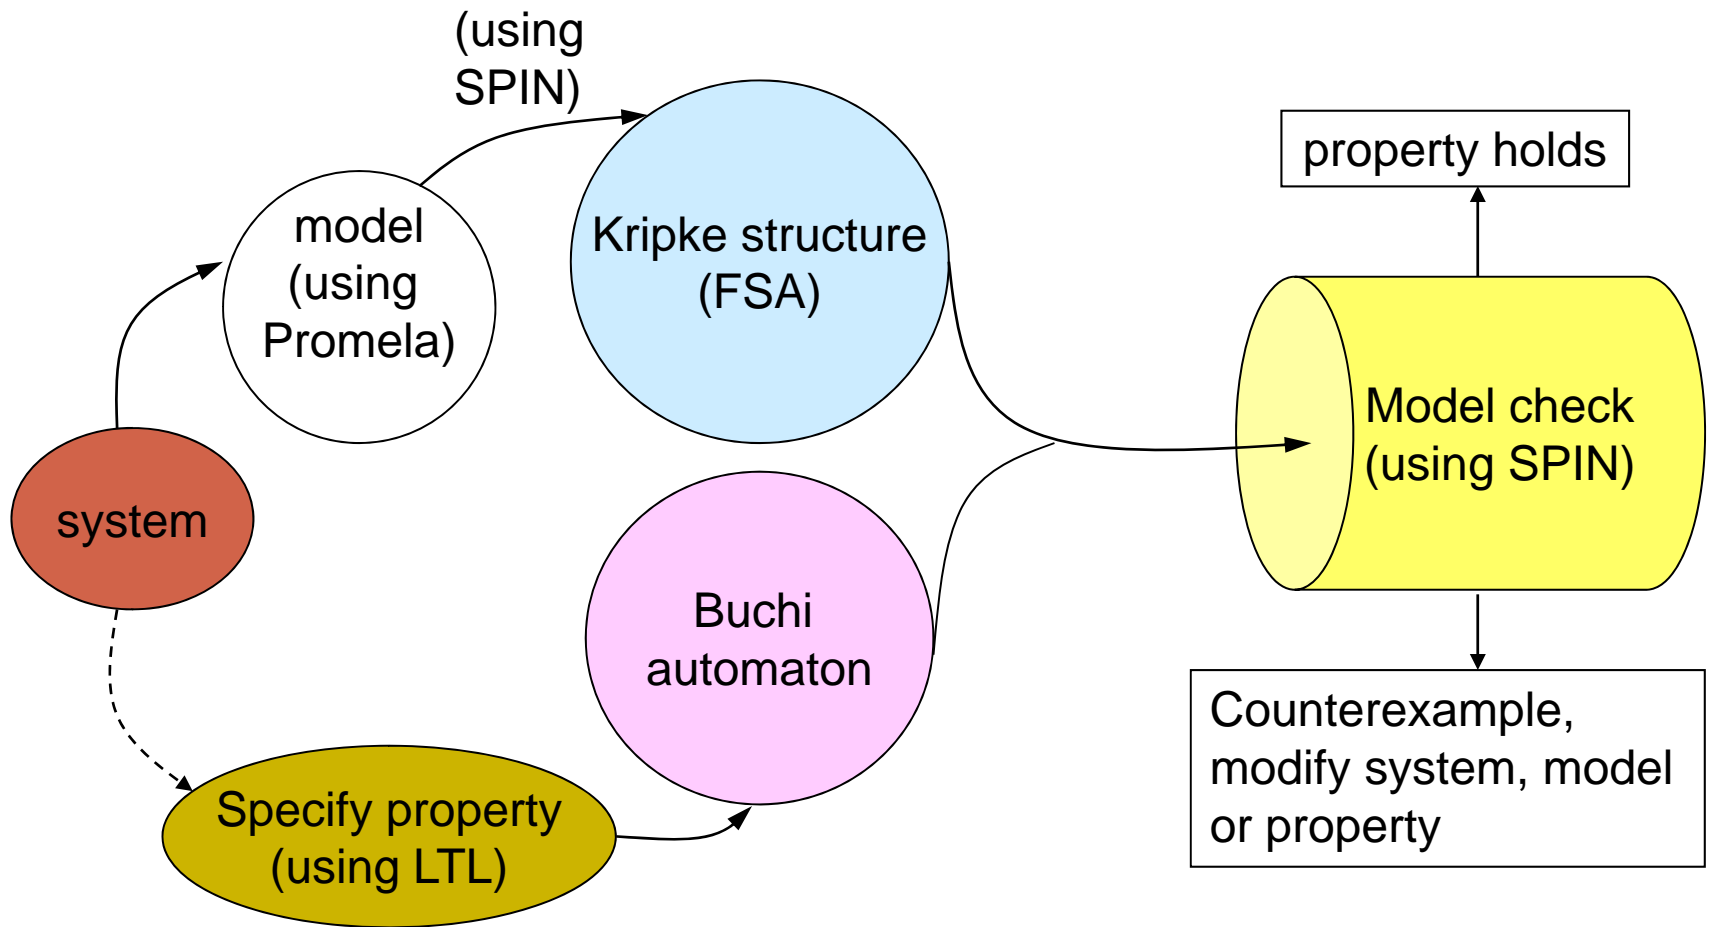 (using
SPIN)
model
(using
Promela)
Kripke structure
(FSA)
property holds
Model check
(using SPIN)
system
Buchi
automaton
Specify property
(using LTL)
Counterexample,
modify system, model
or property